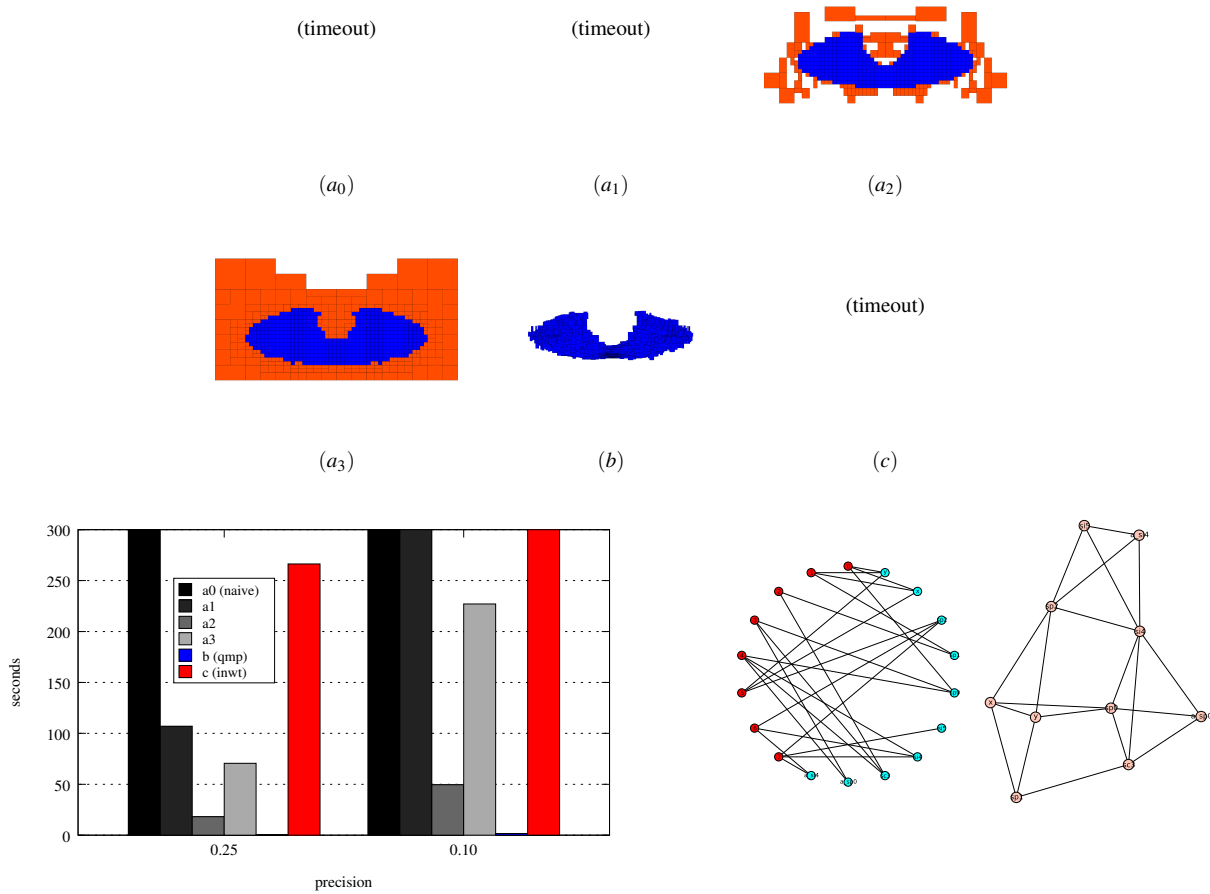 (timeout)
(timeout)
(a0)
(a1)
(a2)
(timeout)
(a3)
(b)
(c)
300
250
200
150
100
50
0
seconds
a0 (naive)
a1
a2
a3
b (qmp)
c (inwt)
0.25
0.10
precision
y
x
x
y